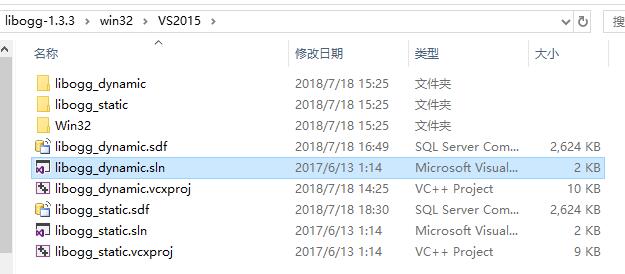 libogg-1.3.3 › win32 › VS2015
搜
名称 修改日期 类型 大小
libogg_dynamic 2018/7/18 15:25 文件夹
libogg_static 2018/7/18 15:25 文件夹
Win32 2018/7/18 15:25 文件夹
libogg_dynamic.sdf 2018/7/18 16:49 SQL Server Com... 2,624 KB
libogg_dynamic.sln 2017/6/13 1:14 Microsoft Visual... 2 KB
libogg_dynamic.vcxproj 2018/7/18 14:25 VC++ Project 10 KB
libogg_static.sdf 2018/7/18 18:30 SQL Server Com... 2,624 KB
libogg_static.sln 2017/6/13 1:14 Microsoft Visual... 2 KB
libogg_static.vcxproj 2017/6/13 1:14 VC++ Project 9 KB